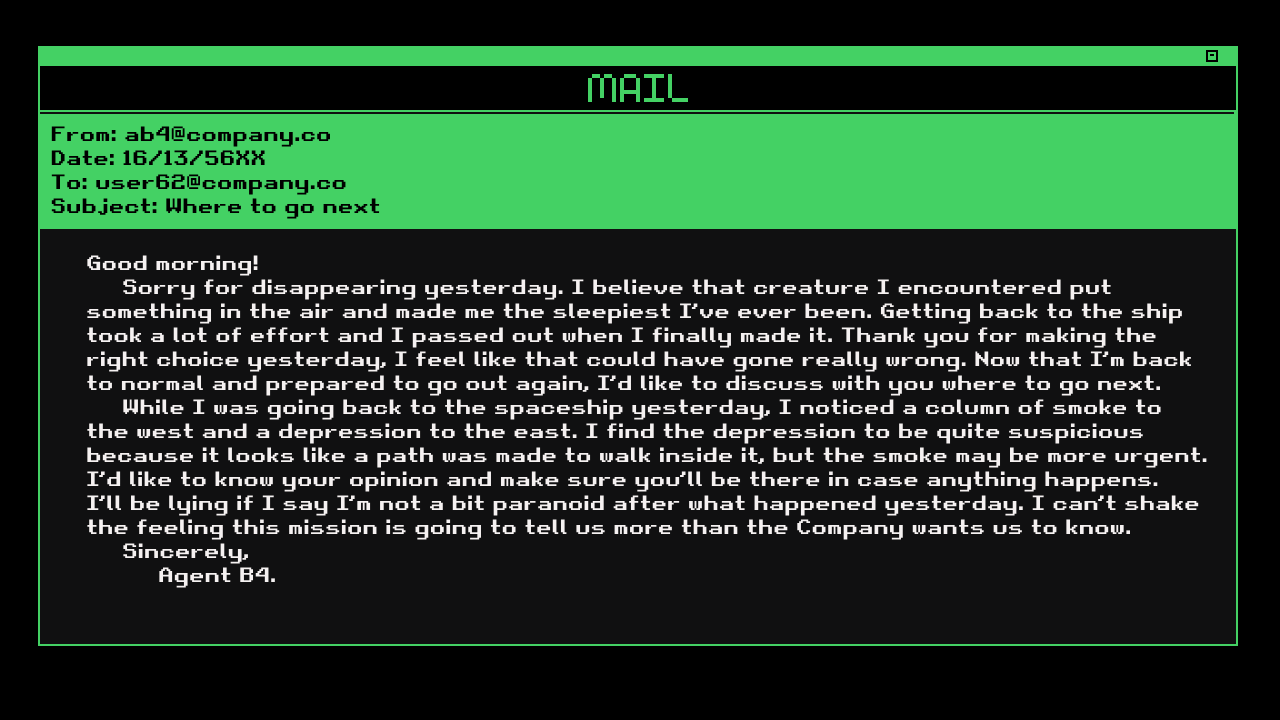 MAIL
From: ab4@company.co
Date: 16/13/56XX
To: user62@company.co
Subject: Where to go next
Good morning!
Sorry for disappearing yesterday. I believe that creature I encountered put
something in the air and made me the sleepiest I've ever been. Getting back to the ship
took a lot of effort and I passed out when I finally made it. Thank you for making the
right choice yesterday, I feel like that could have gone really wrong. Now that I'm back
to normal and prepared to go out again, I'd like to discuss with you where to go next.
While I was going back to the spaceship yesterday, I noticed a column of smoke to
the west and a depression to the east. I find the depression to be quite suspicious
because it looks like a path was made to walk inside it, but the smoke may be more urgent.
I'd like to know your opinion and make sure you'll be there in case anything happens.
I'll be lying if I say I'm not a bit paranoid after what happened yesterday. I can't shake
the feeling this mission is going to tell us more than the Company wants us to know.
Sincerely,
Agent B4.